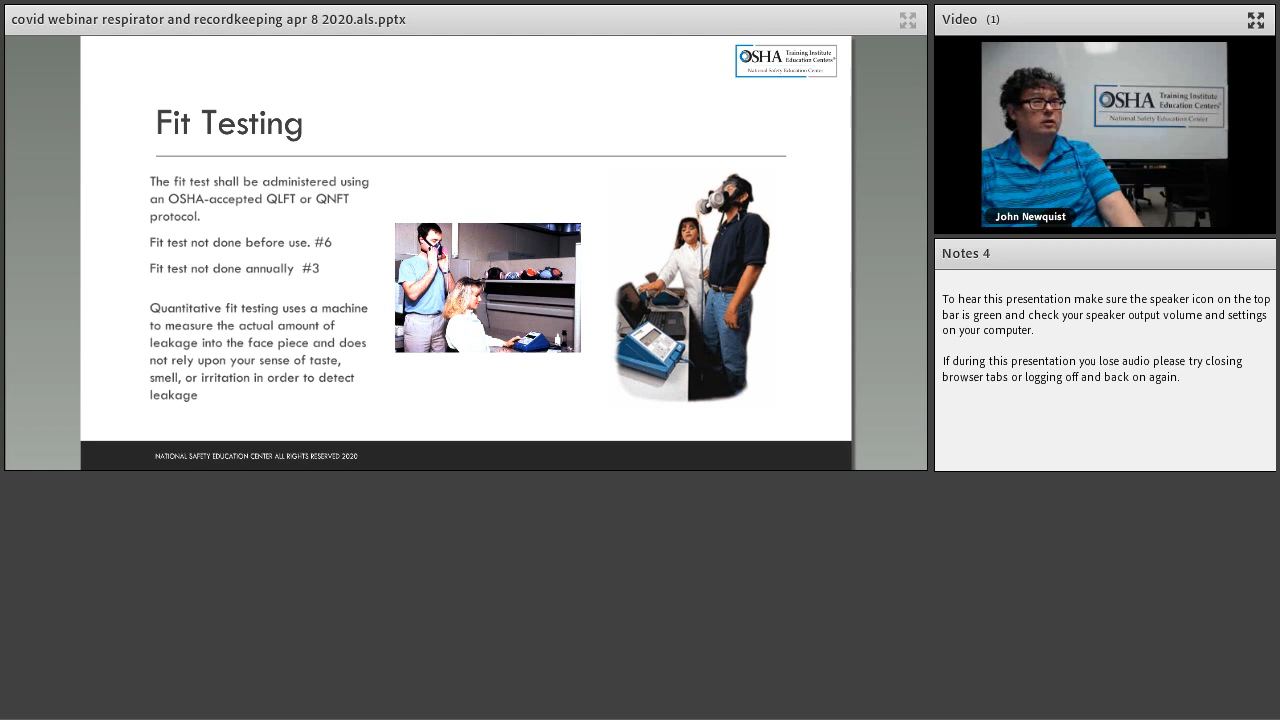 covid webinar respirator and recordkeeping apr 8 2020.als.pptx
OSHA Training Institute
Education Centers®
National Safety Education Center
Fit Testing
The fit test shall be administered using
an OSHA-accepted QLFT or QNFT
protocol.
Fit test not done before use. #6
Fit test not done annually #3
Quantitative fit testing uses a machine
to measure the actual amount of
leakage into the face piece and does
not rely upon your sense of taste,
smell, or irritation in order to detect
leakage
NATIONAL SAFETY EDUCATION CENTER ALL RIGHTS RESERVED 2020
Video (1)
OSHA Training Institute
Education Centers®
National Safety Education Center
John Newquist
Notes 4
To hear this presentation make sure the speaker icon on the top
bar is green and check your speaker output volume and settings
on your computer.
If during this presentation you lose audio please try closing
browser tabs or logging off and back on again.